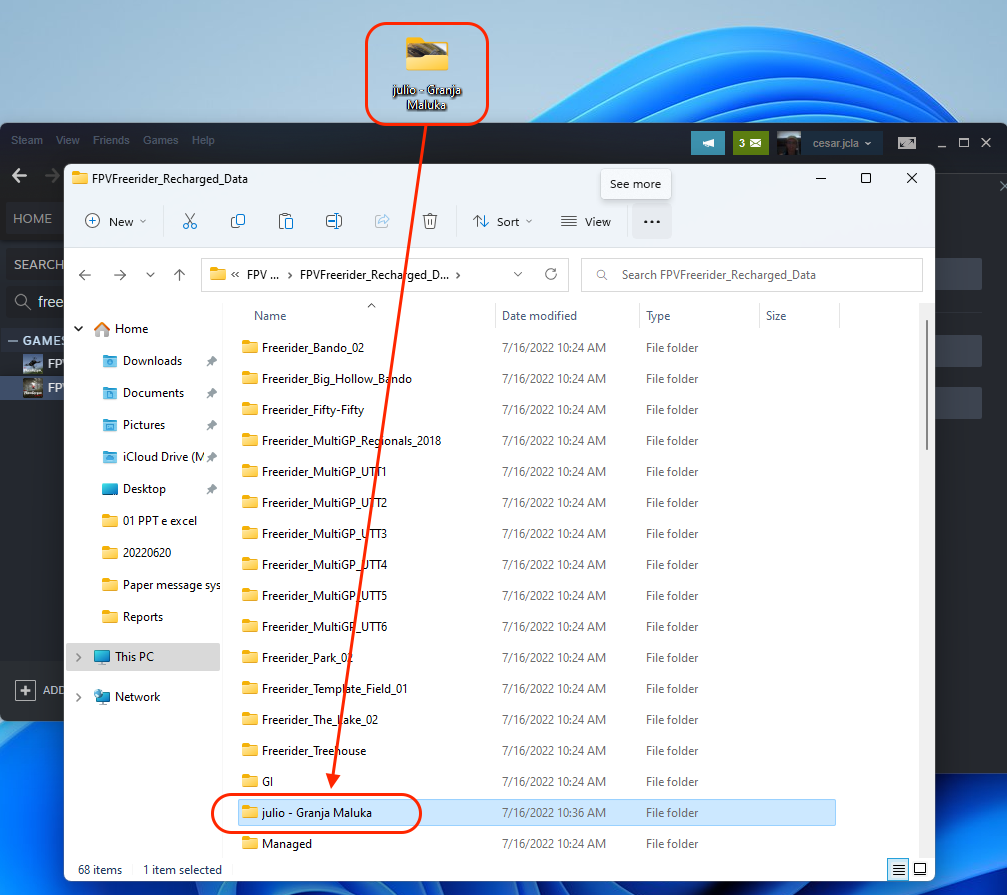 julio - Granja
Maluka
Steam View Friends Games Help
3
cesar.jcla
FPVFreerider_Recharged_Data
See more
HOME
New
Sort
View
SEARCH
FPV ... FPVFreerider_Recharged_D...
Search FPVFreerider_Recharged_Data
free
Name Date modified Type Size
GAMES
FPV
FPV
Home
Downloads
Documents
Pictures
iCloud Drive (M
Desktop
01 PPT e excel
20220620
Paper message sys
Reports
This PC
Network
ADD
Freerider_Bando_02 7/16/2022 10:24 AM File folder
Freerider_Big_Hollow_Bando 7/16/2022 10:24 AM File folder
Freerider_Fifty-Fifty 7/16/2022 10:24 AM File folder
Freerider_MultiGP_Regionals_2018 7/16/2022 10:24 AM File folder
Freerider_MultiGP_UTT1 7/16/2022 10:24 AM File folder
Freerider_MultiGP_UTT2 7/16/2022 10:24 AM File folder
Freerider_MultiGP_UTT3 7/16/2022 10:24 AM File folder
Freerider_MultiGP_UTT4 7/16/2022 10:24 AM File folder
Freerider_MultiGP_UTT5 7/16/2022 10:24 AM File folder
Freerider_MultiGP_UTT6 7/16/2022 10:24 AM File folder
Freerider_Park_02 7/16/2022 10:24 AM File folder
Freerider_Template_Field_01 7/16/2022 10:24 AM File folder
Freerider_The_Lake_02 7/16/2022 10:24 AM File folder
Freerider_Treehouse 7/16/2022 10:24 AM File folder
GI 7/16/2022 10:24 AM File folder
julio - Granja Maluka 7/16/2022 10:36 AM File folder
Managed 7/16/2022 10:24 AM File folder
68 items 1 item selected